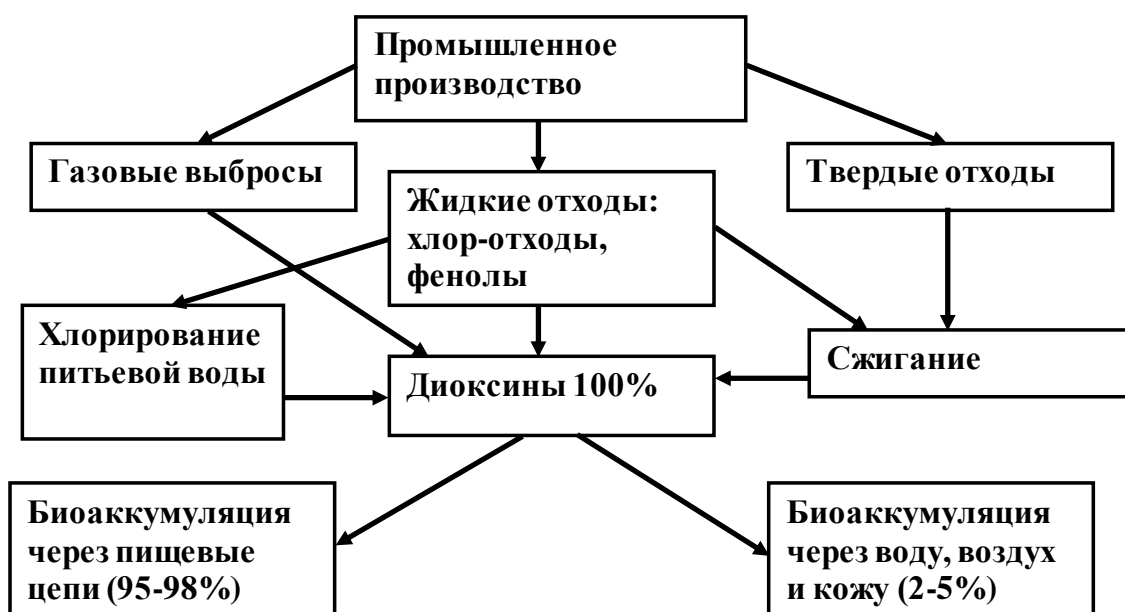 Промышленное
производство
Газовые выбросы
Твердые отходы
Жидкие отходы:
хлор-отходы,
фенолы
Хлорирование
питьевой воды
Сжигание
Диоксины 100%
Биоаккумуляция
через пищевые
цепи (95-98%)
Биоаккумуляция
через воду, воздух
и кожу (2-5%)